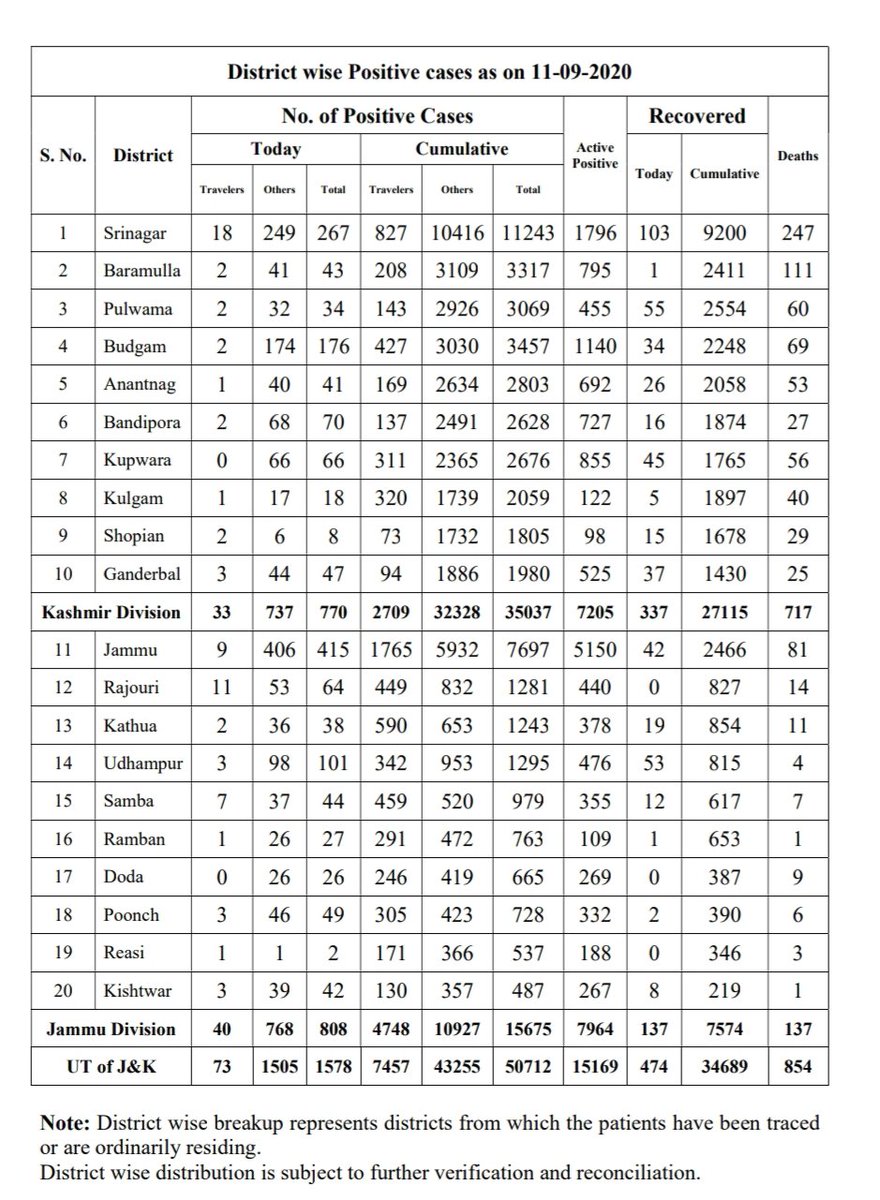 District wise Positive cases as on 11-09-2020
S. No. District No. of Positive Cases Active Positive Recovered Deaths
Today Cumulative Today Cumulative
Travelers Others Total Travelers Others Total
1 Srinagar 18 249 267 827 10416 11243 1796 103 9200 247
2 Baramulla 2 41 43 208 3109 3317 795 1 2411 111
3 Pulwama 2 32 34 143 2926 3069 455 55 2554 60
4 Budgam 2 174 176 427 3030 3457 1140 34 2248 69
5 Anantnag 1 40 41 169 2634 2803 692 26 2058 53
6 Bandipora 2 68 70 137 2491 2628 727 16 1874 27
7 Kupwara 0 66 66 311 2365 2676 855 45 1765 56
8 Kulgam 1 17 18 320 1739 2059 122 5 1897 40
9 Shopian 2 6 8 73 1732 1805 98 15 1678 29
10 Ganderbal 3 44 47 94 1886 1980 525 37 1430 25
Kashmir Division 33 737 770 2709 32328 35037 7205 337 27115 717
11 Jammu 9 406 415 1765 5932 7697 5150 42 2466 81
12 Rajouri 11 53 64 449 832 1281 440 0 827 14
13 Kathua 2 36 38 590 653 1243 378 19 854 11
14 Udhampur 3 98 101 342 953 1295 476 53 815 4
15 Samba 7 37 44 459 520 979 355 12 617 7
16 Ramban 1 26 27 291 472 763 109 1 653 1
17 Doda 0 26 26 246 419 665 269 0 387 9
18 Poonch 3 46 49 305 423 728 332 2 390 6
19 Reasi 1 1 2 171 366 537 188 0 346 3
20 Kishtwar 3 39 42 130 357 487 267 8 219 1
Jammu Division 40 768 808 4748 10927 15675 7964 137 7574 137
UT of J&K 73 1505 1578 7457 43255 50712 15169 474 34689 854
Note: District wise breakup represents districts from which the patients have been traced
or are ordinarily residing.
District wise distribution is subject to further verification and reconciliation.